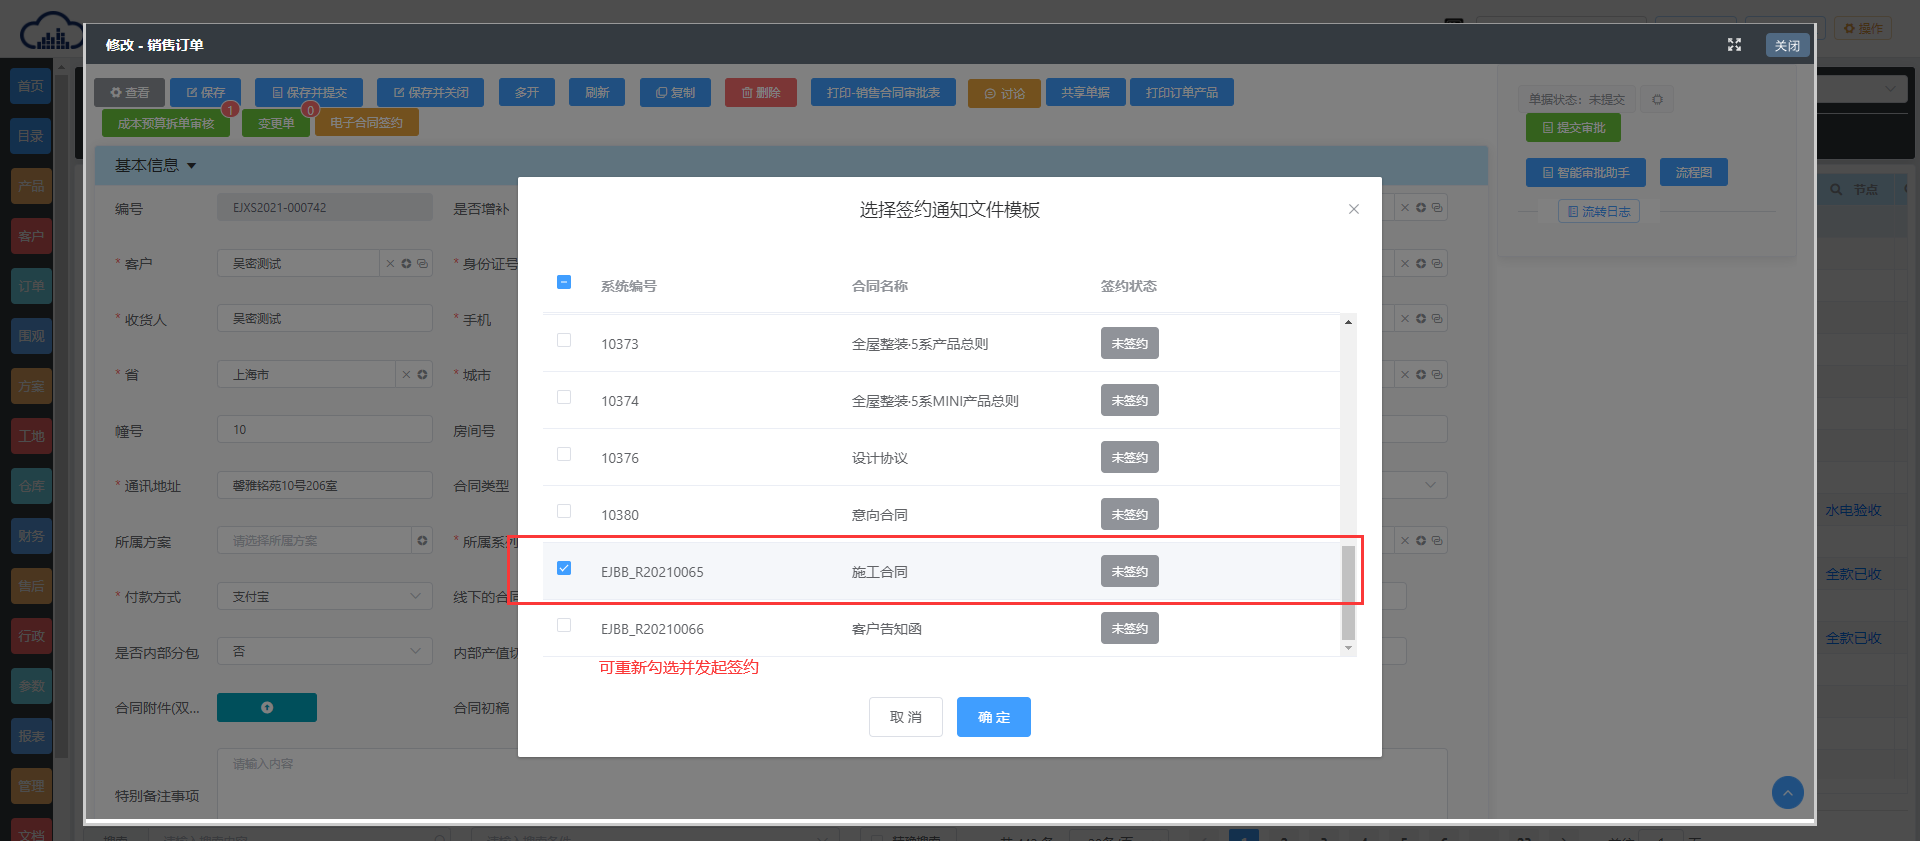 操作
修改 - 销售订单
关闭
首页
目录
产品
客户
订单
围观
方案
工地
仓库
财务
售后
行政
参数
报表
管理
文档
查看
保存
保存并提交
保存并关闭
多开
刷新
复制
删除
打印-销售合同审批表
讨论
共享单据
打印订单产品
成本预算拆单审核
1
变更单
0
电子合同签约
单据状态：未提交
提交审批
智能审批助手
流程图
流转日志
基本信息
编号
EJXS2021-000742
是否增补
* 客户
吴密测试
* 身份证号
* 收货人
吴密测试
* 手机
* 省
上海市
* 城市
幢号
10
房间号
* 通讯地址
馨雅铭苑10号206室
合同类型
所属方案
请选择所属方案
* 所属系列
* 付款方式
支付宝
线下的合同
是否内部分包
否
内部产值切
合同附件(双...
合同初稿
特别备注事项
请输入内容
选择签约通知文件模板
系统编号
合同名称
签约状态
10373
全屋整装·5系产品总则
未签约
10374
全屋整装·5系MINI产品总则
未签约
10376
设计协议
未签约
10380
意向合同
未签约
EJBB_R20210065
施工合同
未签约
EJBB_R20210066
客户告知函
未签约
可重新勾选并发起签约
取 消
确 定
节点
水电验收
全款已收
全款已收